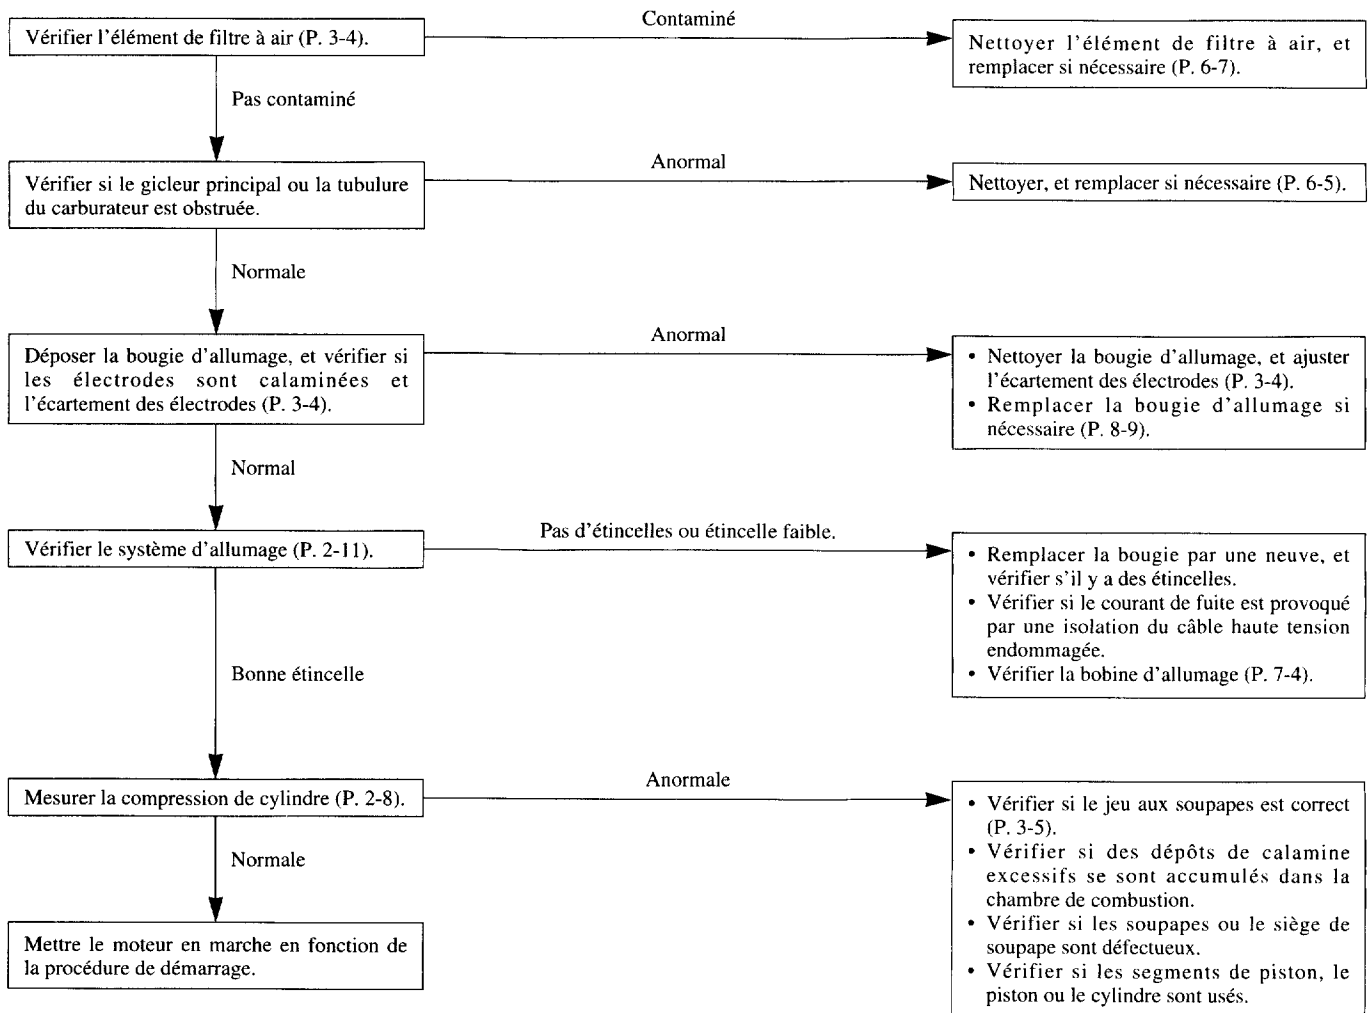 Vérifier l'élément de filtre à air (P. 3-4).
Contaminé
Nettoyer l'élément de filtre à air, et
remplacer si nécessaire (P. 6-7).
Pas contaminé
Vérifier si le gicleur principal ou la tubulure
du carburateur est obstruée.
Anormal
Nettoyer, et remplacer si nécessaire (P. 6-5).
Normale
Déposer la bougie d'allumage, et vérifier si
les électrodes sont calaminées et
l'écartement des électrodes (P. 3-4).
Anormal
• Nettoyer la bougie d'allumage, et ajuster
l'écartement des électrodes (P. 3-4).
• Remplacer la bougie d'allumage si
nécessaire (P. 8-9).
Normal
Vérifier le système d'allumage (P. 2-11).
Pas d'étincelles ou étincelle faible.
• Remplacer la bougie par une neuve, et
vérifier s'il y a des étincelles.
• Vérifier si le courant de fuite est provoqué
par une isolation du câble haute tension
endommagée.
• Vérifier la bobine d'allumage (P. 7-4).
Bonne étincelle
Mesurer la compression de cylindre (P. 2-8).
Anormale
• Vérifier si le jeu aux soupapes est correct
(P. 3-5).
• Vérifier si des dépôts de calamine
excessifs se sont accumulés dans la
chambre de combustion.
• Vérifier si les soupapes ou le siège de
soupape sont défectueux.
• Vérifier si les segments de piston, le
piston ou le cylindre sont usés.
Normale
Mettre le moteur en marche en fonction de
la procédure de démarrage.